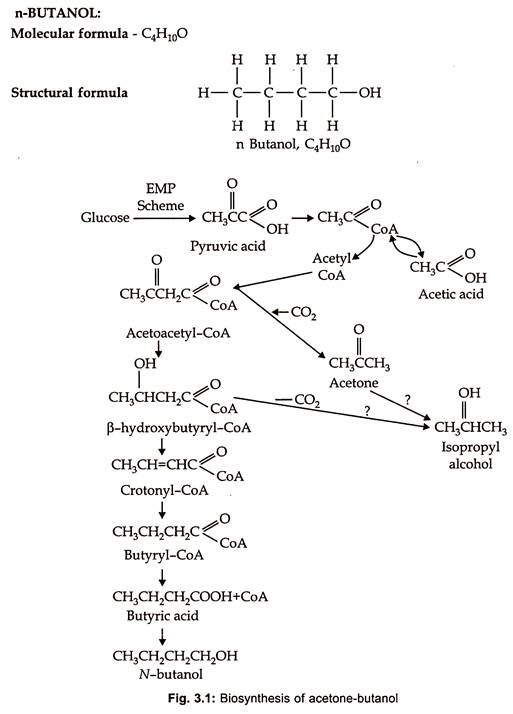 n-BUTANOL:
Molecular formula - C₄H₁₀O
H H H H
Structural formula H—C—C—C—C—OH
H H H H
n Butanol, C₄H₁₀O
EMP
Scheme
Glucose
O
CH₃CC
O
OH
Pyruvic acid
CH₃C
O
CoA
Acetyl
CoA
CH₃C
O
OH
Acetic acid
O
CH₃CCH₂C
O
CoA
Acetoacetyl-CoA
CO₂
O
CH₃CCH₃
Acetone
OH
CH₃CHCH₂C
O
CoA
β-hydroxybutyryl-CoA
—CO₂
?
?
OH
CH₃CHCH₃
Isopropyl
alcohol
CH₃CH=CHC
O
CoA
Crotonyl-CoA
CH₃CH₂CH₂C
O
CoA
Butyryl-CoA
CH₃CH₂CH₂COOH+CoA
Butyric acid
CH₃CH₂CH₂CH₂OH
N-butanol
Fig. 3.1: Biosynthesis of acetone-butanol